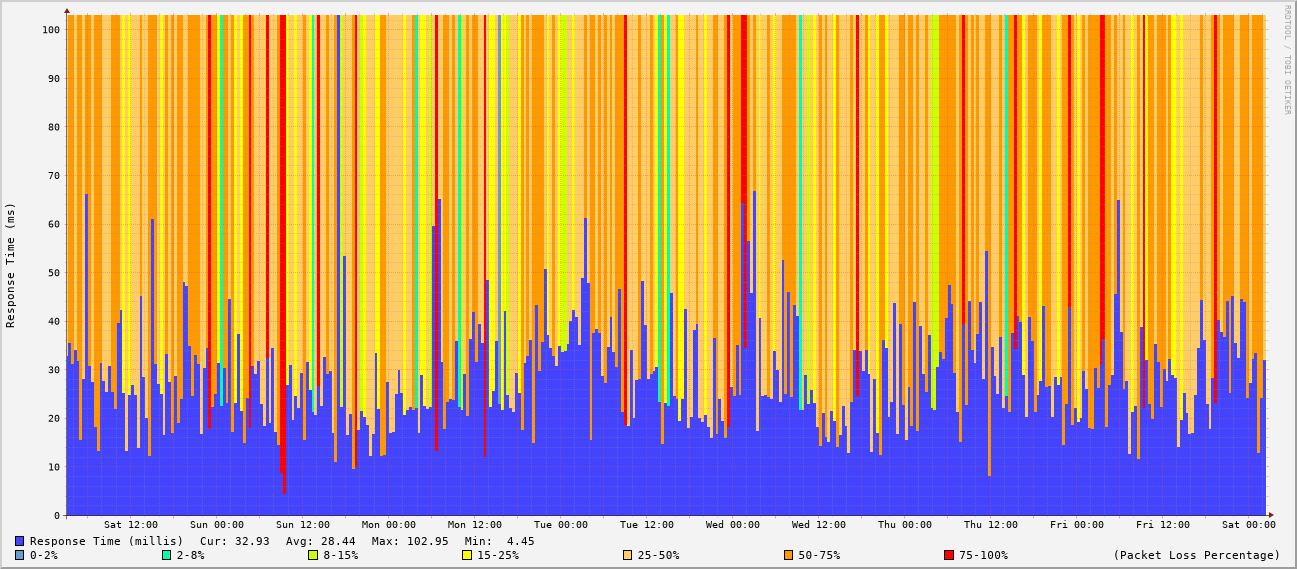 RRDTOOL / TOBI OETIKER
Response Time (ms)
100
90
80
70
60
50
40
30
20
10
0
Sat 12:00 Sun 00:00 Sun 12:00 Mon 00:00 Mon 12:00 Tue 00:00 Tue 12:00 Wed 00:00 Wed 12:00 Thu 00:00 Thu 12:00 Fri 00:00 Fri 12:00 Sat 00:00
Response Time (millis) Cur: 32.93 Avg: 28.44 Max: 102.95 Min: 4.45
0-2% 2-8% 8-15% 15-25% 25-50% 50-75% 75-100% (Packet Loss Percentage)